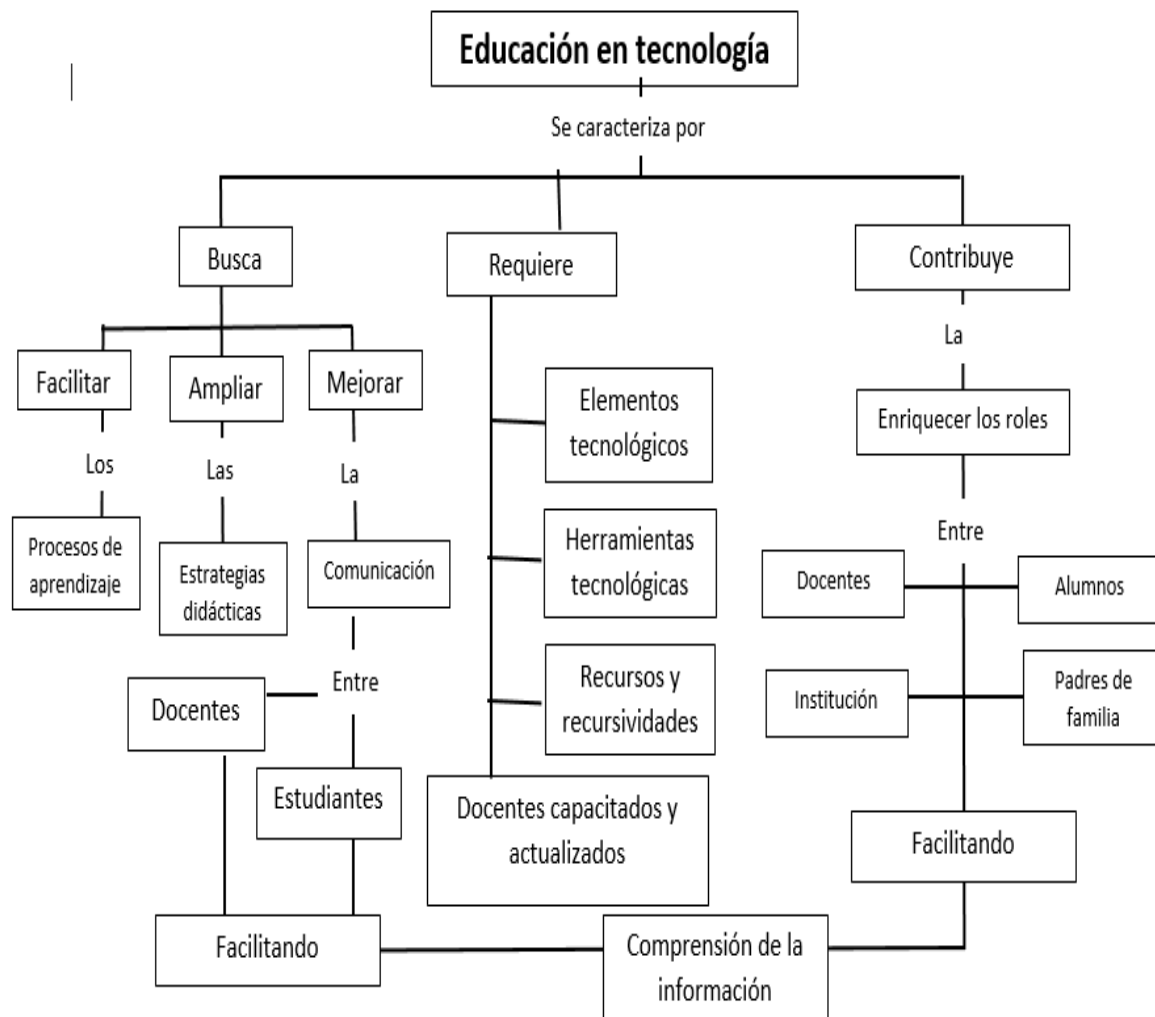 Educación en tecnología
Se caracteriza por
Busca
Requiere
Contribuye
Facilitar
Ampliar
Mejorar
La
Elementos
tecnológicos
Enriquecer los roles
Los
Las
La
Procesos de
aprendizaje
Estrategias
didácticas
Comunicación
Herramientas
tecnológicas
Entre
Docentes
Alumnos
Entre
Docentes
Estudiantes
Recursos y
recursividades
Institución
Padres de
familia
Docentes capacitados y
actualizados
Facilitando
Facilitando
Comprensión de la
información